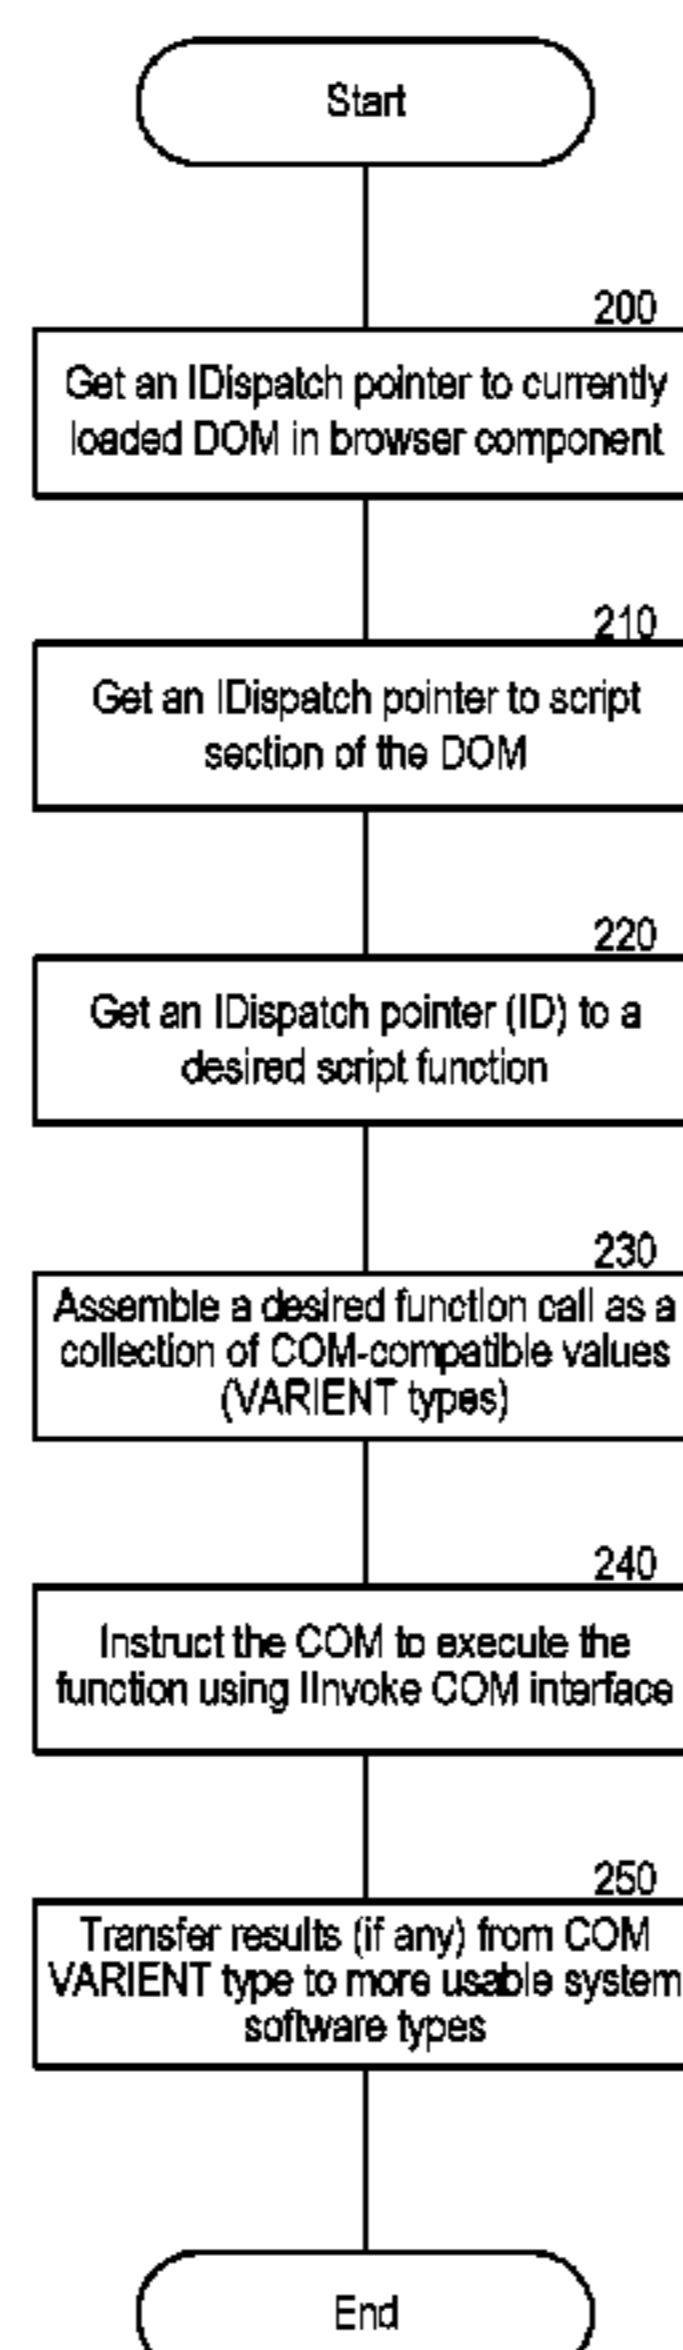 Start
200
Get an IDispatch pointer to currently
loaded DOM in browser component
210
Get an IDispatch pointer to script
section of the DOM
220
Get an IDispatch pointer (ID) to a
desired script function
230
Assemble a desired function call as a
collection of COM-compatible values
(VARIENT types)
240
Instruct the COM to execute the
function using IInvoke COM interface
250
Transfer results (if any) from COM
VARIENT type to more usable system
software types
End